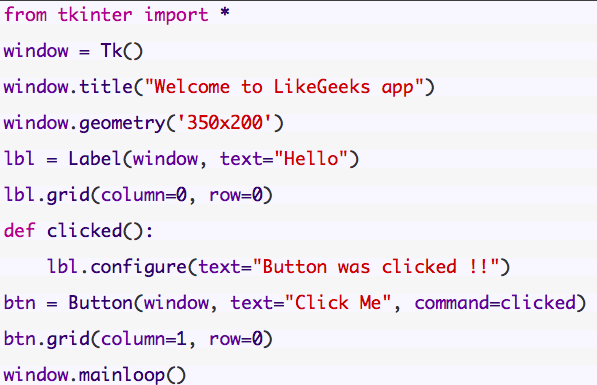 from tkinter import *
window = Tk()
window.title("Welcome to LikeGeeks app")
window.geometry('350x200')
lbl = Label(window, text="Hello")
lbl.grid(column=0, row=0)
def clicked():
    lbl.configure(text="Button was clicked !!")
btn = Button(window, text="Click Me", command=clicked)
btn.grid(column=1, row=0)
window.mainloop()